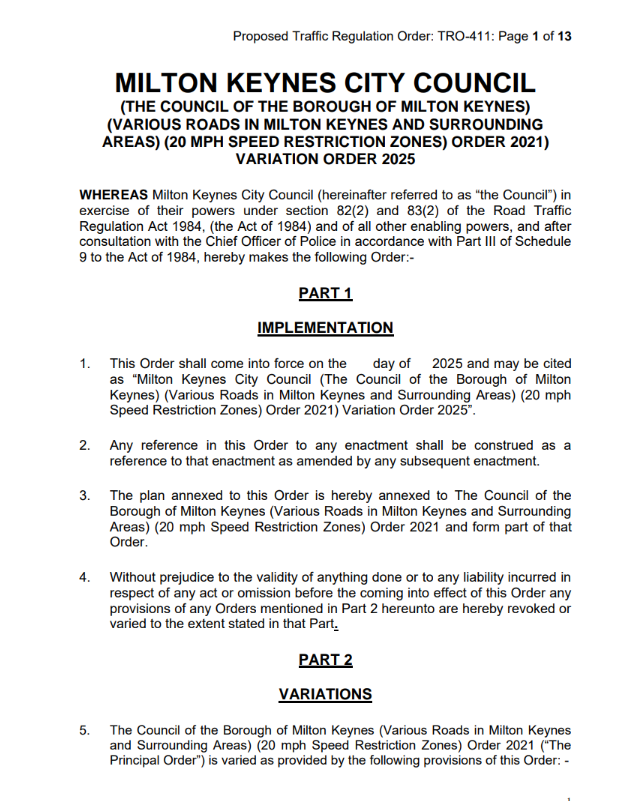 Proposed Traffic Regulation Order: TRO-411: Page 1 of 13
MILTON KEYNES CITY COUNCIL
(THE COUNCIL OF THE BOROUGH OF MILTON KEYNES)
(VARIOUS ROADS IN MILTON KEYNES AND SURROUNDING
AREAS) (20 MPH SPEED RESTRICTION ZONES) ORDER 2021)
VARIATION ORDER 2025
WHEREAS Milton Keynes City Council (hereinafter referred to as “the Council”) in
exercise of their powers under section 82(2) and 83(2) of the Road Traffic
Regulation Act 1984, (the Act of 1984) and of all other enabling powers, and after
consultation with the Chief Officer of Police in accordance with Part III of Schedule
9 to the Act of 1984, hereby makes the following Order:-
PART 1
IMPLEMENTATION
1. This Order shall come into force on the day of 2025 and may be cited
as “Milton Keynes City Council (The Council of the Borough of Milton
Keynes) (Various Roads in Milton Keynes and Surrounding Areas) (20 mph
Speed Restriction Zones) Order 2021) Variation Order 2025”.
2. Any reference in this Order to any enactment shall be construed as a
reference to that enactment as amended by any subsequent enactment.
3. The plan annexed to this Order is hereby annexed to The Council of the
Borough of Milton Keynes (Various Roads in Milton Keynes and Surrounding
Areas) (20 mph Speed Restriction Zones) Order 2021 and form part of that
Order.
4. Without prejudice to the validity of anything done or to any liability incurred in
respect of any act or omission before the coming into effect of this Order any
provisions of any Orders mentioned in Part 2 hereunto are hereby revoked or
varied to the extent stated in that Part.
PART 2
VARIATIONS
5. The Council of the Borough of Milton Keynes (Various Roads in Milton Keynes
and Surrounding Areas) (20 mph Speed Restriction Zones) Order 2021 (“The
Principal Order”) is varied as provided by the following provisions of this Order: -